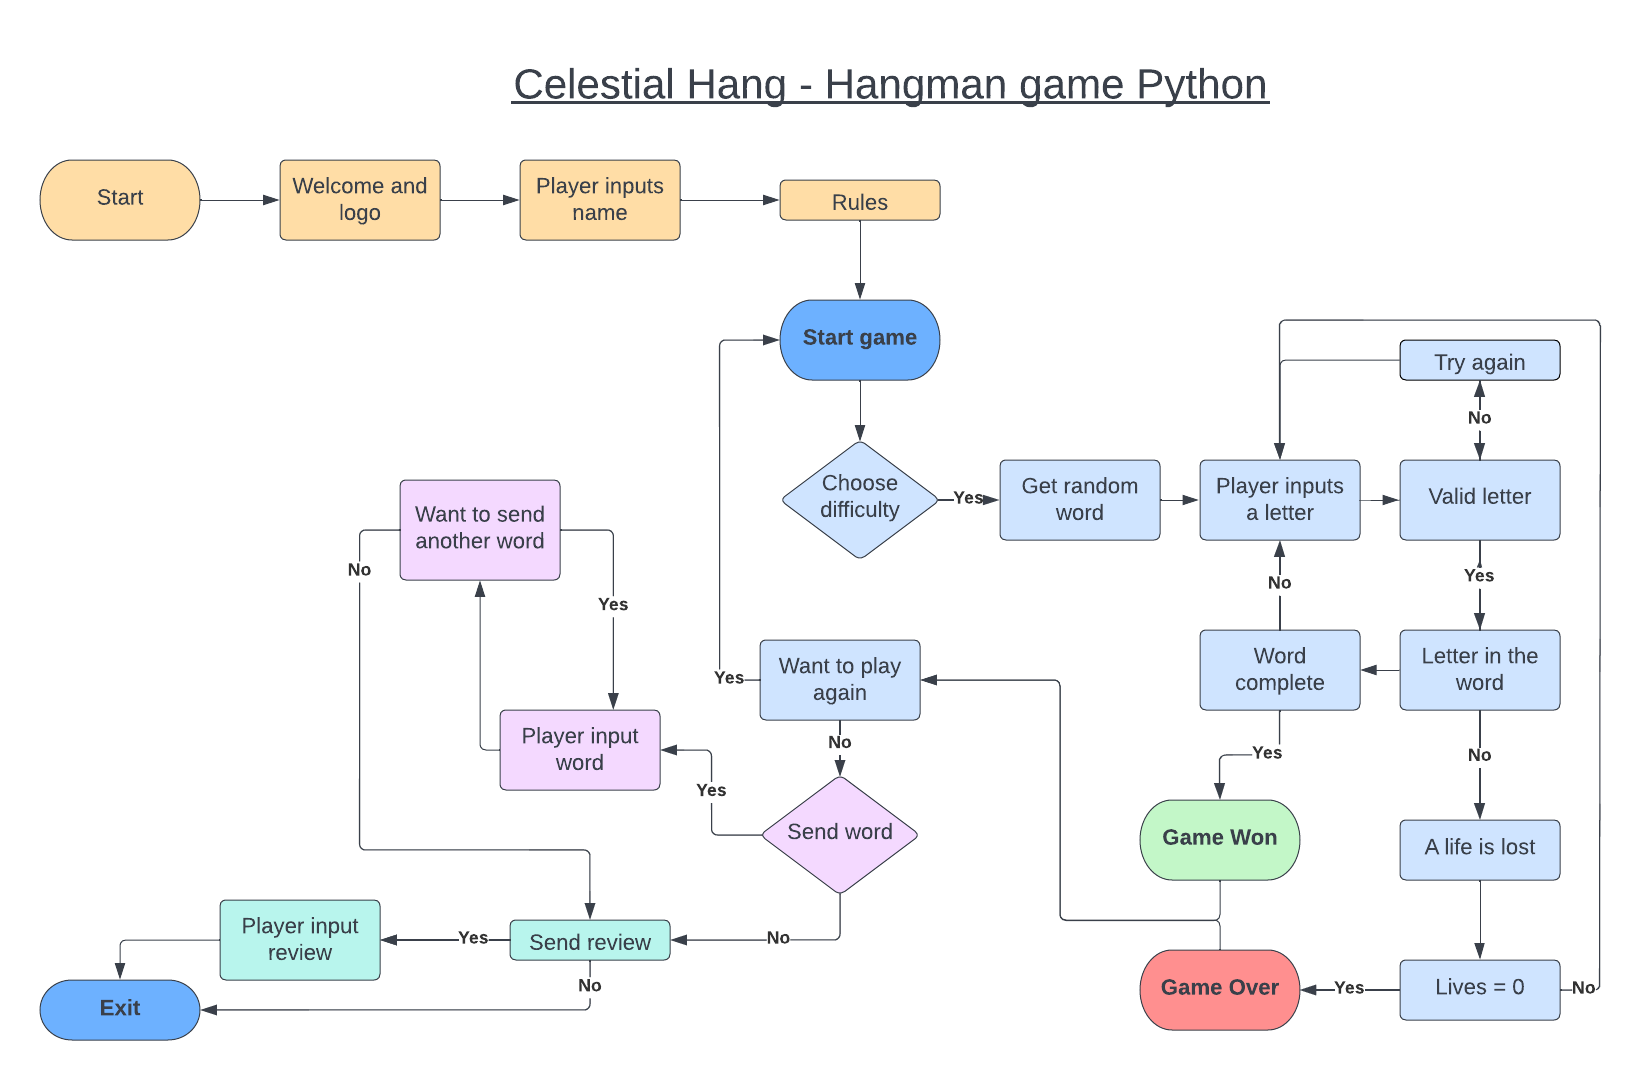 Celestial Hang - Hangman game Python
Start
Welcome and
logo
Player inputs
name
Rules
Start game
Choose
difficulty
Yes
Get random
word
Player inputs
a letter
Try again
No
Valid letter
Yes
Letter in the
word
Word
complete
No
Yes
Game Won
No
A life is lost
Lives = 0
No
Yes
Game Over
Want to play
again
Yes
No
Send word
Yes
Player input
word
Want to send
another word
Yes
No
No
Send review
Yes
Player input
review
No
Exit